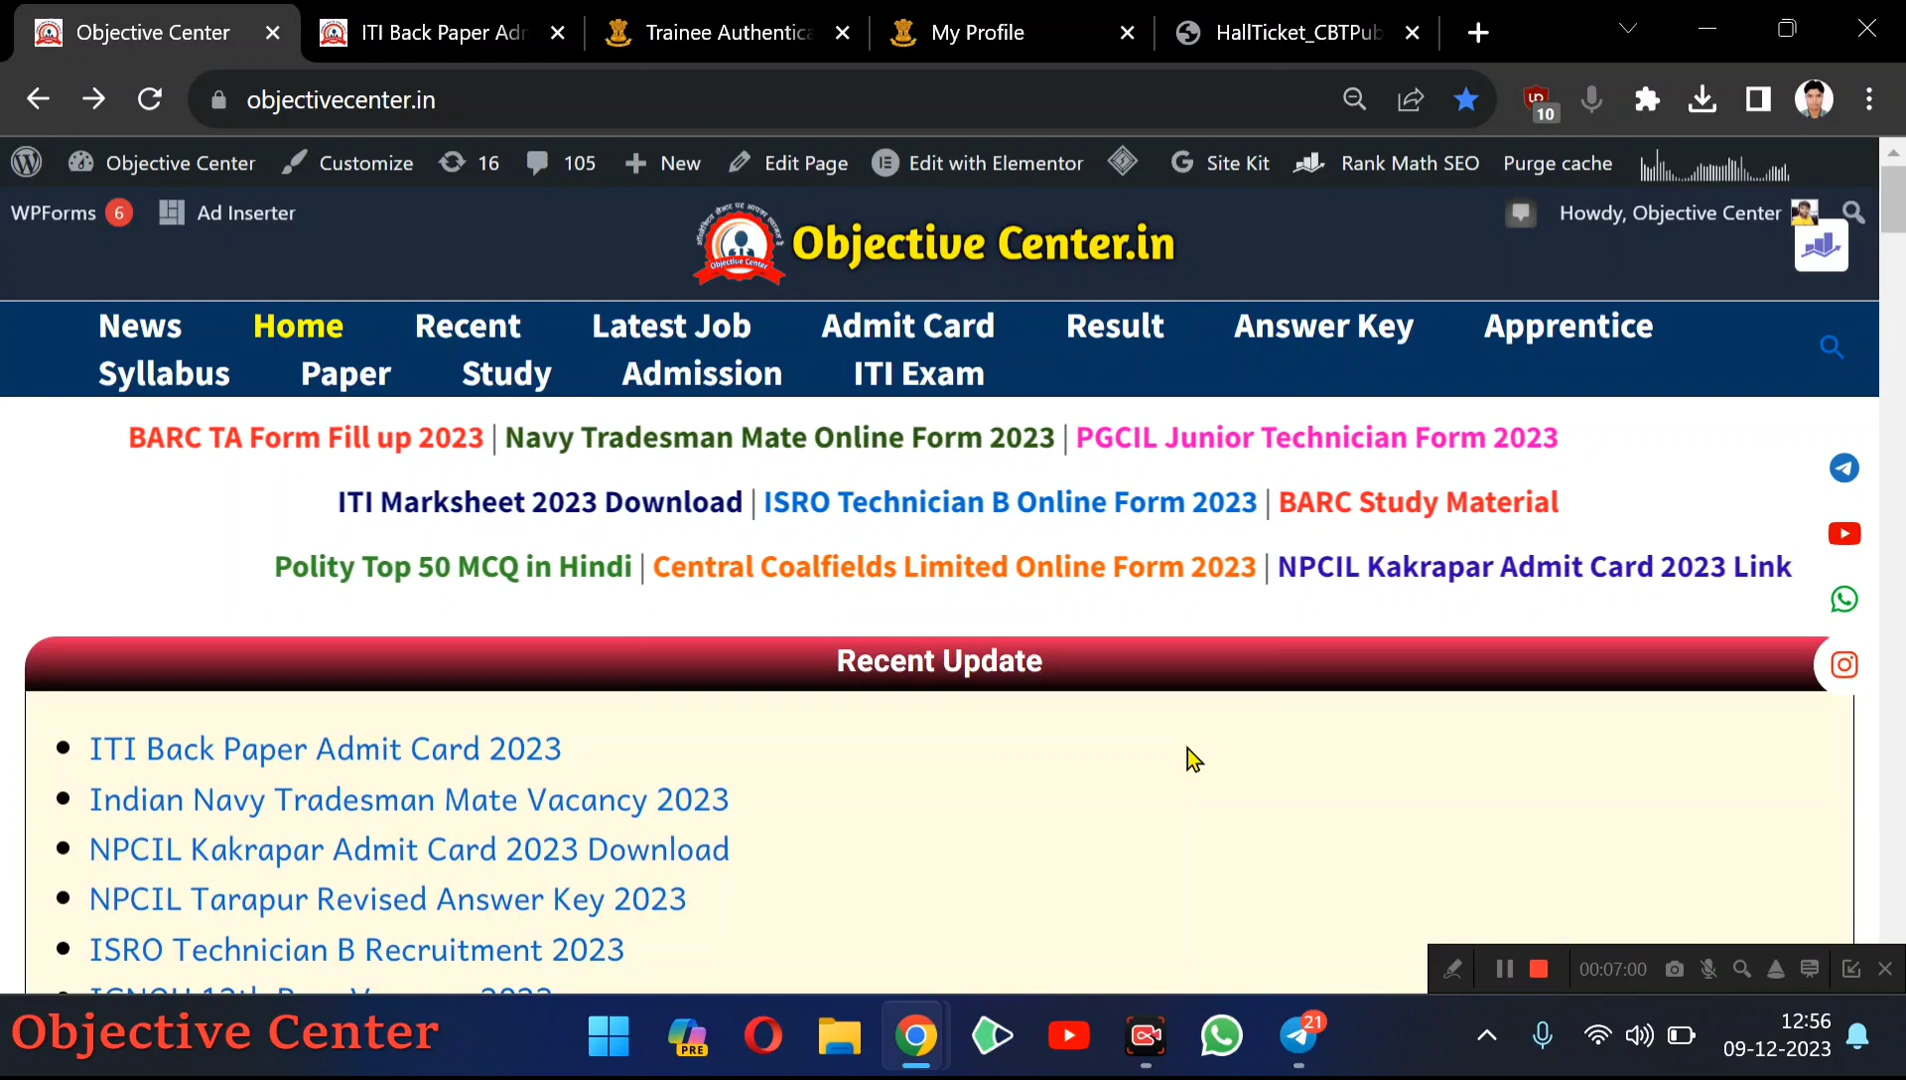 Objective Center
ITI Back Paper Adm
Trainee Authentica
My Profile
HallTicket_CBTPub
objectivecenter.in
10
Objective Center
Customize
16
105
New
Edit Page
Edit with Elementor
Site Kit
Rank Math SEO
Purge cache
WPForms 6
Ad Inserter
Howdy, Objective Center
Objective Center.in
News Home Recent Latest Job Admit Card Result Answer Key Apprentice
Syllabus Paper Study Admission ITI Exam
BARC TA Form Fill up 2023 | Navy Tradesman Mate Online Form 2023 | PGCIL Junior Technician Form 2023
ITI Marksheet 2023 Download | ISRO Technician B Online Form 2023 | BARC Study Material
Polity Top 50 MCQ in Hindi | Central Coalfields Limited Online Form 2023 | NPCIL Kakrapar Admit Card 2023 Link
Recent Update
ITI Back Paper Admit Card 2023
Indian Navy Tradesman Mate Vacancy 2023
NPCIL Kakrapar Admit Card 2023 Download
NPCIL Tarapur Revised Answer Key 2023
ISRO Technician B Recruitment 2023
00:07:00
Objective Center
PRE
21
12:56
09-12-2023